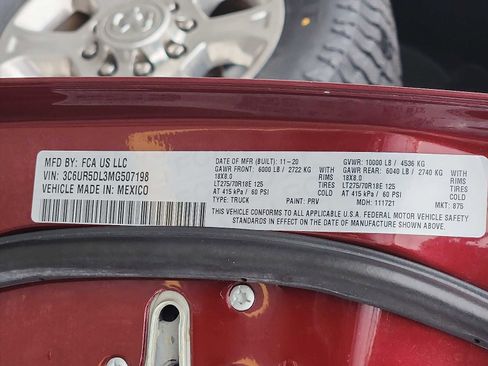 MFD BY: FCA US LLC
VIN: 3C6UR5DL3MG507198
VEHICLE MADE IN: MEXICO
DATE OF MFR (BUILT): 11-20 GVWR: 10000 LB / 4536 KG
GAWR FRONT: 6000 LB / 2722 KG WITH GAWR REAR: 6040 LB / 2740 KG WITH
18X8.0 RIMS 18X8.0 RIMS
LT275/70R18E 125 TIRES LT275/70R18E 125 TIRES
AT 415 kPa / 60 PSI AT 415 kPa / 60 PSI
TYPE: TRUCK PAINT: PRV MDH: 111721 MKT: 875
THIS VEHICLE CONFORMS TO ALL APPLICABLE U.S.A. FEDERAL MOTOR VEHICLE SAFETY
STANDARDS IN EFFECT ON THE DATE OF MANUFACTURE SHOWN ABOVE